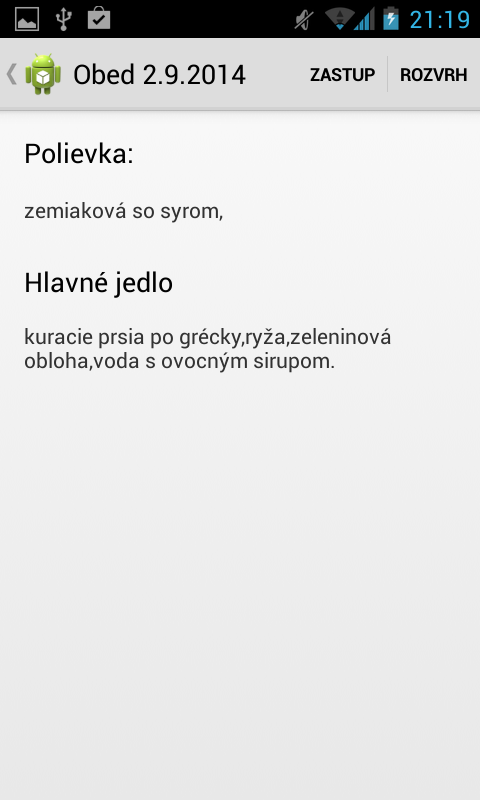 21:19
Obed 2.9.2014
ZASTUP
ROZVRH
Polievka:
zemiaková so syrom,
Hlavné jedlo
kuracie prsia po grécky,ryža,zeleninová
obloha,voda s ovocným sirupom.